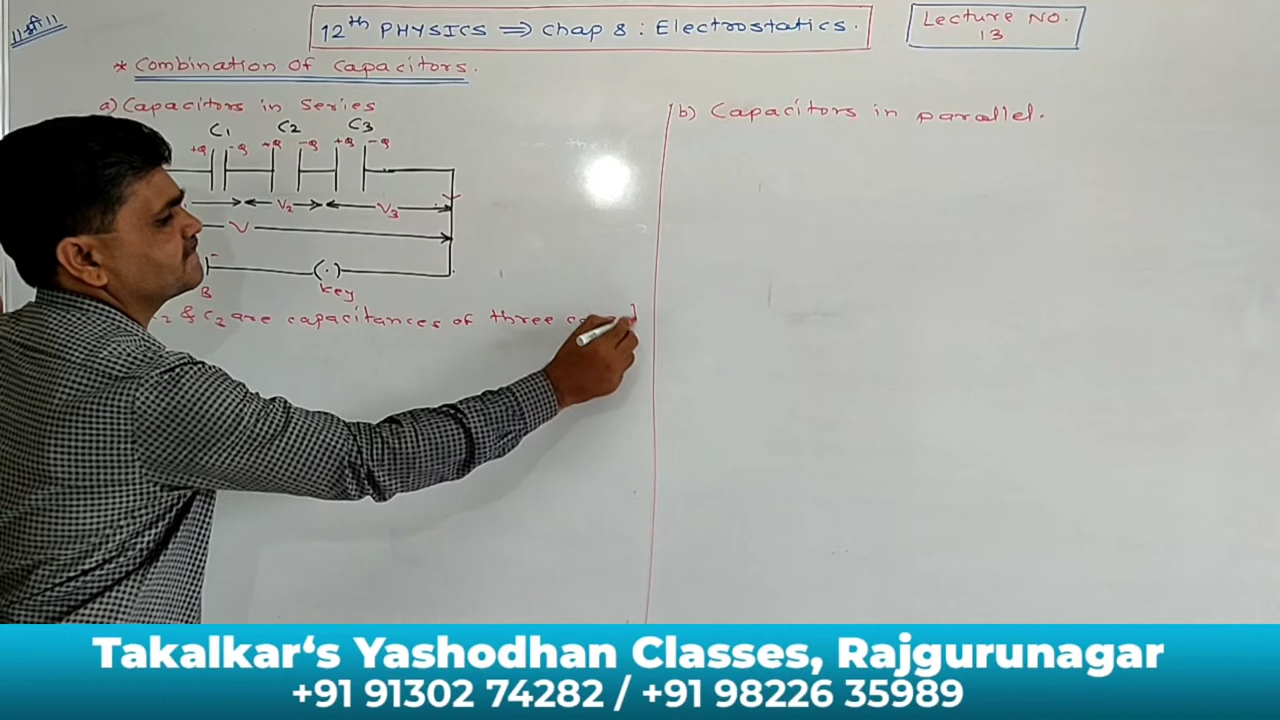 ॥श्री॥
12th PHYSICS ⇒ Chap 8 : Electrostatics.
Lecture NO. 13
* Combination of capacitors.
a) Capacitors in series
C1 C2 C3
+Q -Q +Q -Q +Q -Q
V2 V3
V
B key
2 & C3 are capacitances of three
b) Capacitors in parallel.
Takalkar‘s Yashodhan Classes, Rajgurunagar
+91 91302 74282 / +91 98226 35989